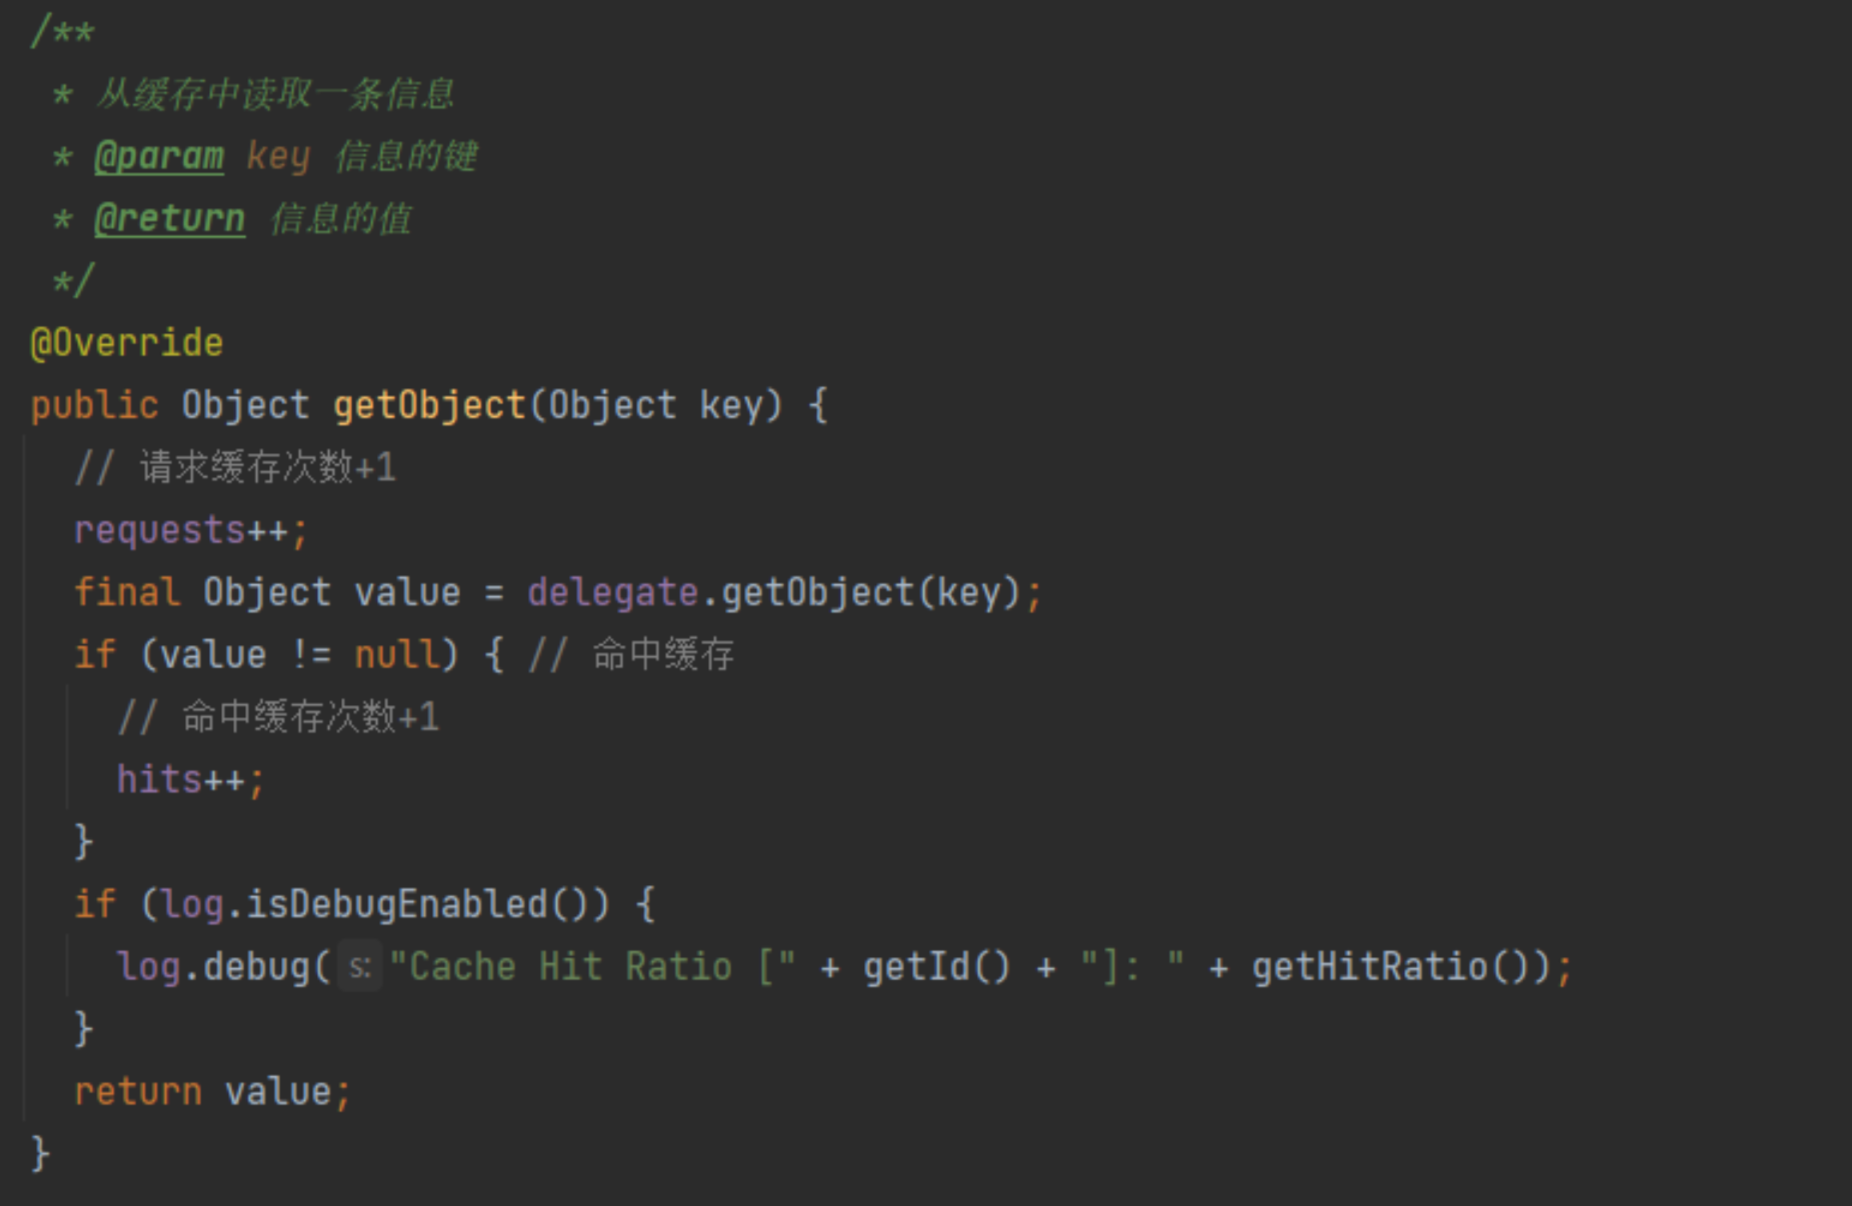 /**
 * 从缓存中读取一条信息
 * @param key 信息的键
 * @return 信息的值
 */
@Override
public Object getObject(Object key) {
  // 请求缓存次数+1
  requests++;
  final Object value = delegate.getObject(key);
  if (value != null) { // 命中缓存
    // 命中缓存次数+1
    hits++;
  }
  if (log.isDebugEnabled()) {
    log.debug( s: "Cache Hit Ratio [" + getId() + "]: " + getHitRatio());
  }
  return value;
}